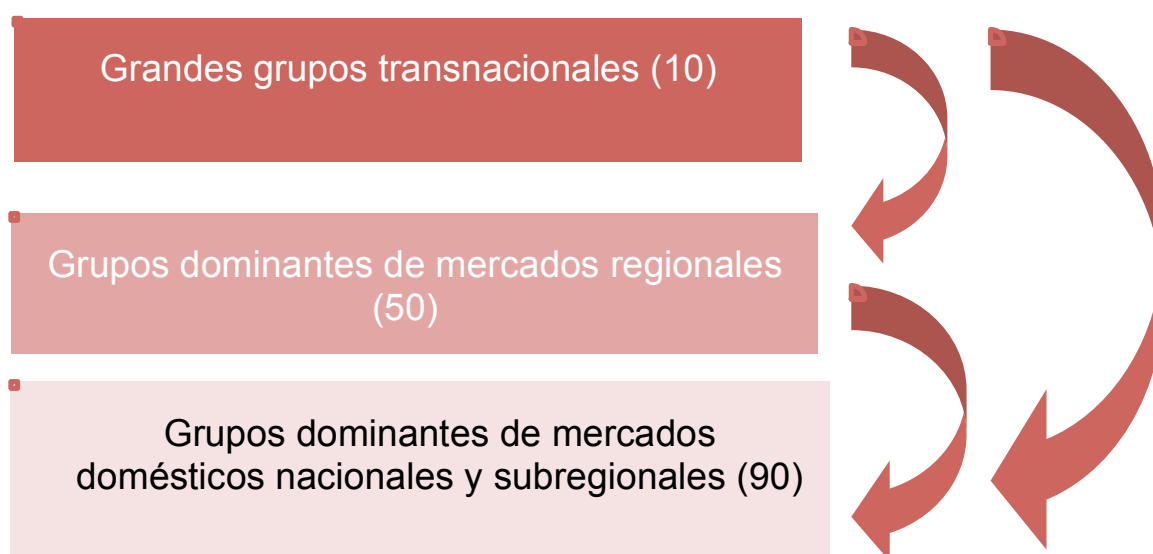 Grandes grupos transnacionales (10)
Grupos dominantes de mercados regionales
(50)
Grupos dominantes de mercados
domésticos nacionales y subregionales (90)